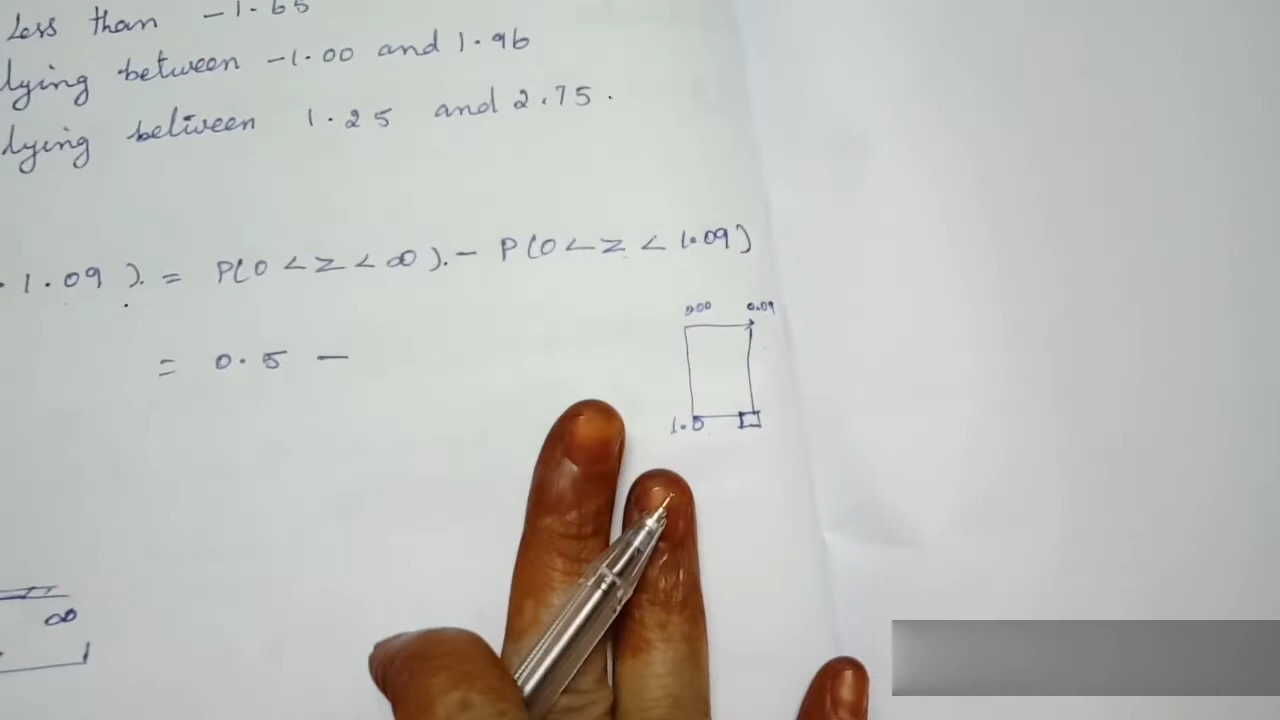 Less than -1.65
lying between -1.00 and 1.96
lying between 1.25 and 2.75.
1.09). = P(0 < z < ∞). - P(0 < z < 1.09)
0.00 0.09
= 0.5 -
1.0
∞